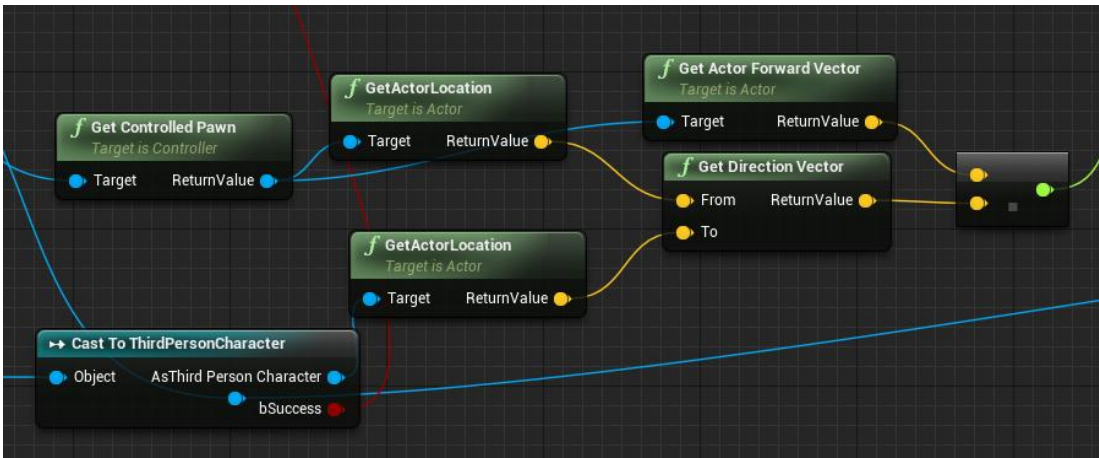 f Get Controlled Pawn
Target is Controller
Target ReturnValue
f GetActorLocation
Target is Actor
Target ReturnValue
f Get Actor Forward Vector
Target is Actor
Target ReturnValue
f Get Direction Vector
From ReturnValue
To
f GetActorLocation
Target is Actor
Target ReturnValue
Cast To ThirdPersonCharacter
Object AsThird Person Character
bSuccess